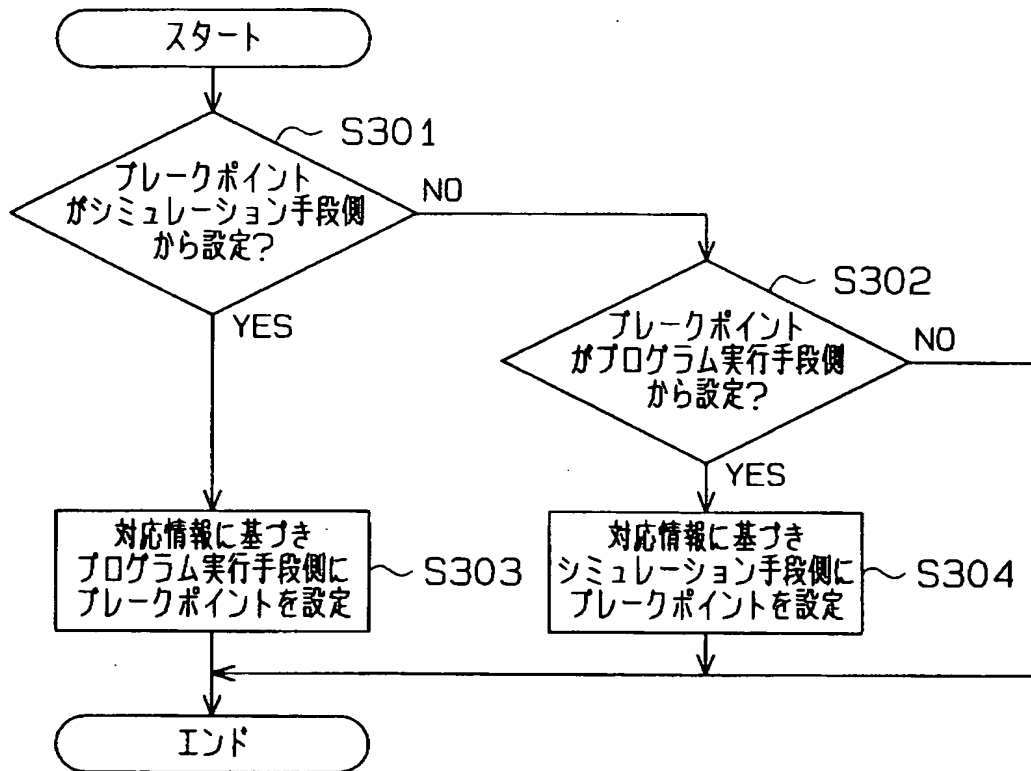 スタート
S301
ブレークポイント
がシミュレーション手段側
から設定?
NO
YES
S302
ブレークポイント
がプログラム実行手段側
から設定?
NO
YES
対応情報に基づき
プログラム実行手段側に
ブレークポイントを設定
S303
対応情報に基づき
シミュレーション手段側に
ブレークポイントを設定
S304
エンド